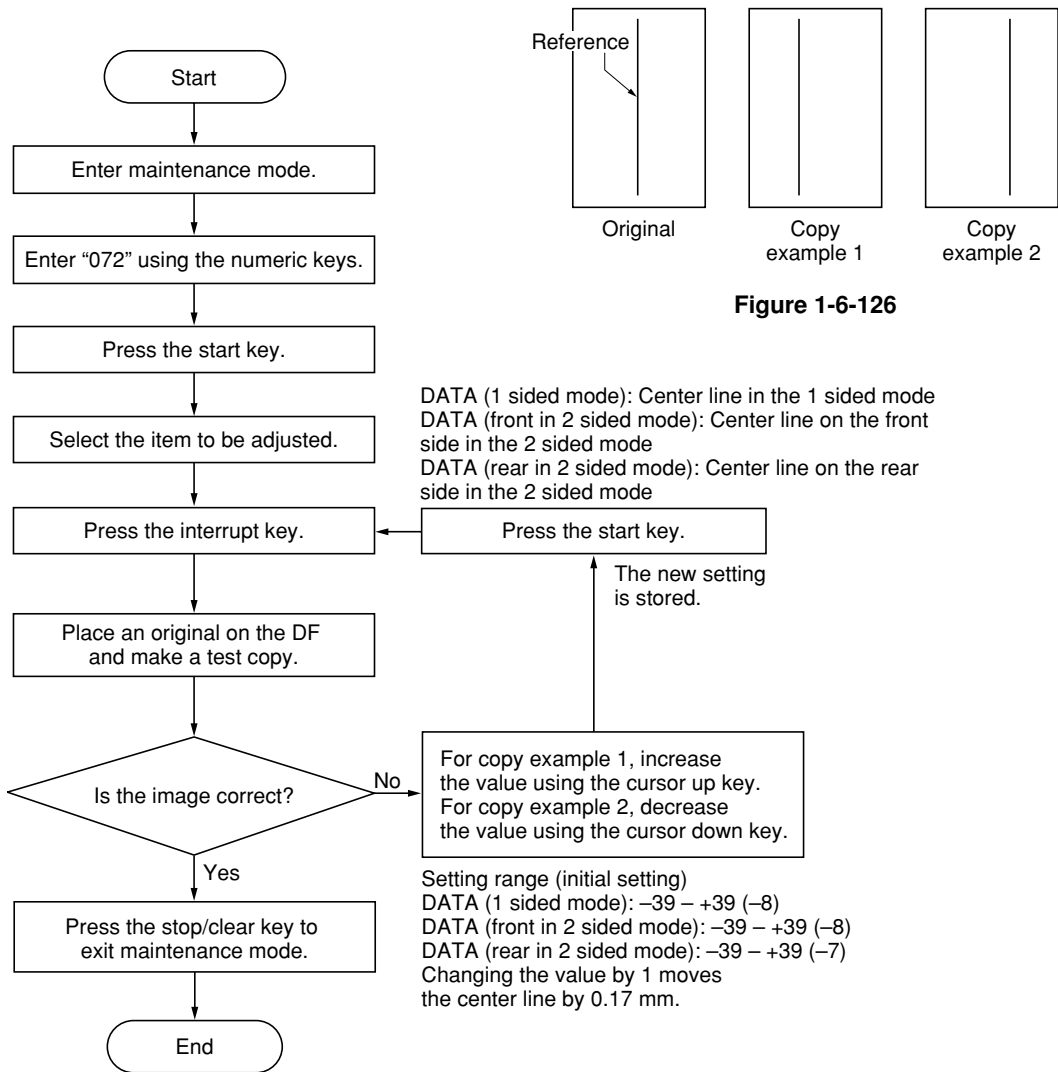 Start
Enter maintenance mode.
Enter “072” using the numeric keys.
Press the start key.
Select the item to be adjusted.
Press the interrupt key.
Place an original on the DF
and make a test copy.
Is the image correct?
Yes
Press the stop/clear key to
exit maintenance mode.
End
Reference
Original
Copy
example 1
Copy
example 2
Figure 1-6-126
DATA (1 sided mode): Center line in the 1 sided mode
DATA (front in 2 sided mode): Center line on the front
side in the 2 sided mode
DATA (rear in 2 sided mode): Center line on the rear
side in the 2 sided mode
Press the start key.
The new setting
is stored.
No
For copy example 1, increase
the value using the cursor up key.
For copy example 2, decrease
the value using the cursor down key.
Setting range (initial setting)
DATA (1 sided mode): –39 – +39 (–8)
DATA (front in 2 sided mode): –39 – +39 (–8)
DATA (rear in 2 sided mode): –39 – +39 (–7)
Changing the value by 1 moves
the center line by 0.17 mm.